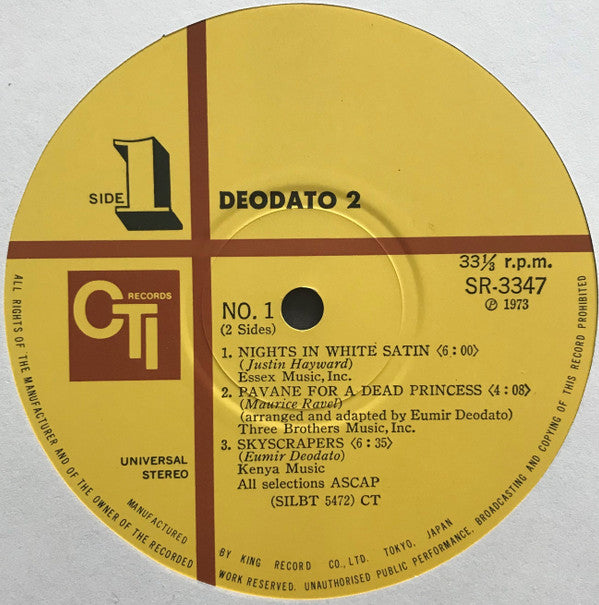 SIDE 1
DEODATO 2
33⅓ r.p.m.
SR-3347
℗ 1973
CTI RECORDS
NO. 1
(2 Sides)
1. NIGHTS IN WHITE SATIN <6:00>
(Justin Hayward)
Essex Music, Inc.
2. PAVANE FOR A DEAD PRINCESS <4:08>
(Maurice Ravel)
(arranged and adapted by Eumir Deodato)
Three Brothers Music, Inc.
3. SKYSCRAPERS <6:35>
(Eumir Deodato)
Kenya Music
All selections ASCAP
(SILBT 5472) CT
UNIVERSAL
STEREO
MANUFACTURED BY KING RECORD CO., LTD. TOKYO, JAPAN
ALL RIGHTS OF THE MANUFACTURER AND OF THE OWNER OF THE RECORDED WORK RESERVED. UNAUTHORISED PUBLIC PERFORMANCE, BROADCASTING AND COPYING OF THIS RECORD PROHIBITED